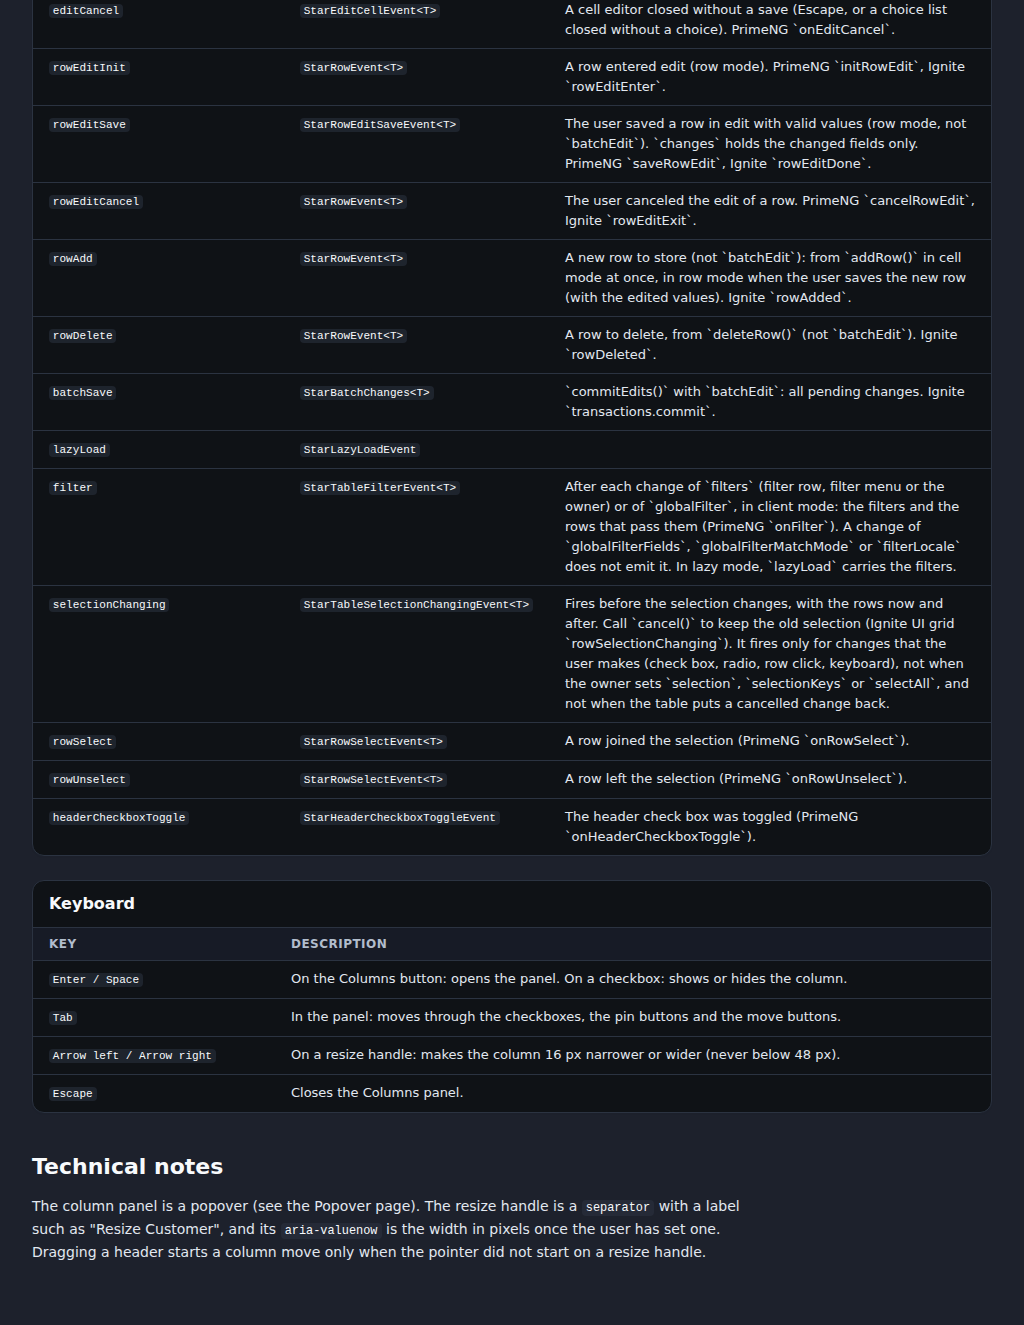 editCancel StarEditCellEvent<T> A cell editor closed without a save (Escape, or a choice list
closed without a choice). PrimeNG `onEditCancel`.
rowEditInit StarRowEvent<T> A row entered edit (row mode). PrimeNG `initRowEdit`, Ignite
`rowEditEnter`.
rowEditSave StarRowEditSaveEvent<T> The user saved a row in edit with valid values (row mode, not
`batchEdit`). `changes` holds the changed fields only.
PrimeNG `saveRowEdit`, Ignite `rowEditDone`.
rowEditCancel StarRowEvent<T> The user canceled the edit of a row. PrimeNG `cancelRowEdit`,
Ignite `rowEditExit`.
rowAdd StarRowEvent<T> A new row to store (not `batchEdit`): from `addRow()` in cell
mode at once, in row mode when the user saves the new row
(with the edited values). Ignite `rowAdded`.
rowDelete StarRowEvent<T> A row to delete, from `deleteRow()` (not `batchEdit`). Ignite
`rowDeleted`.
batchSave StarBatchChanges<T> `commitEdits()` with `batchEdit`: all pending changes. Ignite
`transactions.commit`.
lazyLoad StarLazyLoadEvent
filter StarTableFilterEvent<T> After each change of `filters` (filter row, filter menu or the
owner) or of `globalFilter`, in client mode: the filters and the
rows that pass them (PrimeNG `onFilter`). A change of
`globalFilterFields`, `globalFilterMatchMode` or `filterLocale`
does not emit it. In lazy mode, `lazyLoad` carries the filters.
selectionChanging StarTableSelectionChangingEvent<T> Fires before the selection changes, with the rows now and
after. Call `cancel()` to keep the old selection (Ignite UI grid
`rowSelectionChanging`). It fires only for changes that the
user makes (check box, radio, row click, keyboard), not when
the owner sets `selection`, `selectionKeys` or `selectAll`, and
not when the table puts a cancelled change back.
rowSelect StarRowSelectEvent<T> A row joined the selection (PrimeNG `onRowSelect`).
rowUnselect StarRowSelectEvent<T> A row left the selection (PrimeNG `onRowUnselect`).
headerCheckboxToggle StarHeaderCheckboxToggleEvent The header check box was toggled (PrimeNG
`onHeaderCheckboxToggle`).
Keyboard
KEY DESCRIPTION
Enter / Space On the Columns button: opens the panel. On a checkbox: shows or hides the column.
Tab In the panel: moves through the checkboxes, the pin buttons and the move buttons.
Arrow left / Arrow right On a resize handle: makes the column 16 px narrower or wider (never below 48 px).
Escape Closes the Columns panel.
Technical notes
The column panel is a popover (see the Popover page). The resize handle is a separator with a label
such as "Resize Customer", and its aria-valuenow is the width in pixels once the user has set one.
Dragging a header starts a column move only when the pointer did not start on a resize handle.